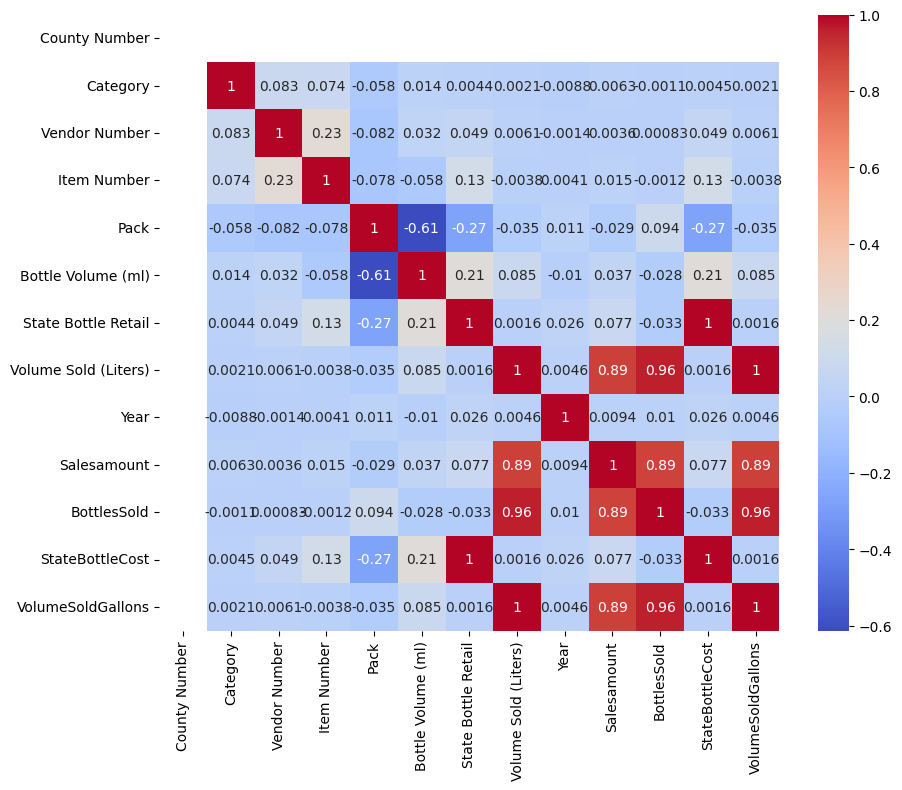 1.0
County Number
Category 1 0.083 0.074 -0.058 0.014 0.0044 0.0021 -0.0088 0.0063 -0.0011 0.0045 0.0021
0.8
Vendor Number 0.083 1 0.23 -0.082 0.032 0.049 0.0061 -0.0014 0.0036 0.00083 0.049 0.0061
Item Number 0.074 0.23 1 -0.078 -0.058 0.13 -0.0038 0.0041 0.015 -0.0012 0.13 -0.0038
0.6
Pack -0.058 -0.082 -0.078 1 -0.61 -0.27 -0.035 0.011 -0.029 0.094 -0.27 -0.035
0.4
Bottle Volume (ml) 0.014 0.032 -0.058 -0.61 1 0.21 0.085 -0.01 0.037 -0.028 0.21 0.085
State Bottle Retail 0.0044 0.049 0.13 -0.27 0.21 1 0.0016 0.026 0.077 -0.033 1 0.0016
0.2
Volume Sold (Liters) 0.0021 0.0061 -0.0038 -0.035 0.085 0.0016 1 0.0046 0.89 0.96 0.0016 1
0.0
Year -0.0088 -0.0014 0.0041 0.011 -0.01 0.026 0.0046 1 0.0094 0.01 0.026 0.0046
Salesamount 0.0063 0.0036 0.015 -0.029 0.037 0.077 0.89 0.0094 1 0.89 0.077 0.89
−0.2
BottlesSold -0.0011 0.00083 -0.0012 0.094 -0.028 -0.033 0.96 0.01 0.89 1 -0.033 0.96
−0.4
StateBottleCost 0.0045 0.049 0.13 -0.27 0.21 1 0.0016 0.026 0.077 -0.033 1 0.0016
VolumeSoldGallons 0.0021 0.0061 -0.0038 -0.035 0.085 0.0016 1 0.0046 0.89 0.96 0.0016 1
−0.6
County Number
Category
Vendor Number
Item Number
Pack
Bottle Volume (ml)
State Bottle Retail
Volume Sold (Liters)
Year
Salesamount
BottlesSold
StateBottleCost
VolumeSoldGallons